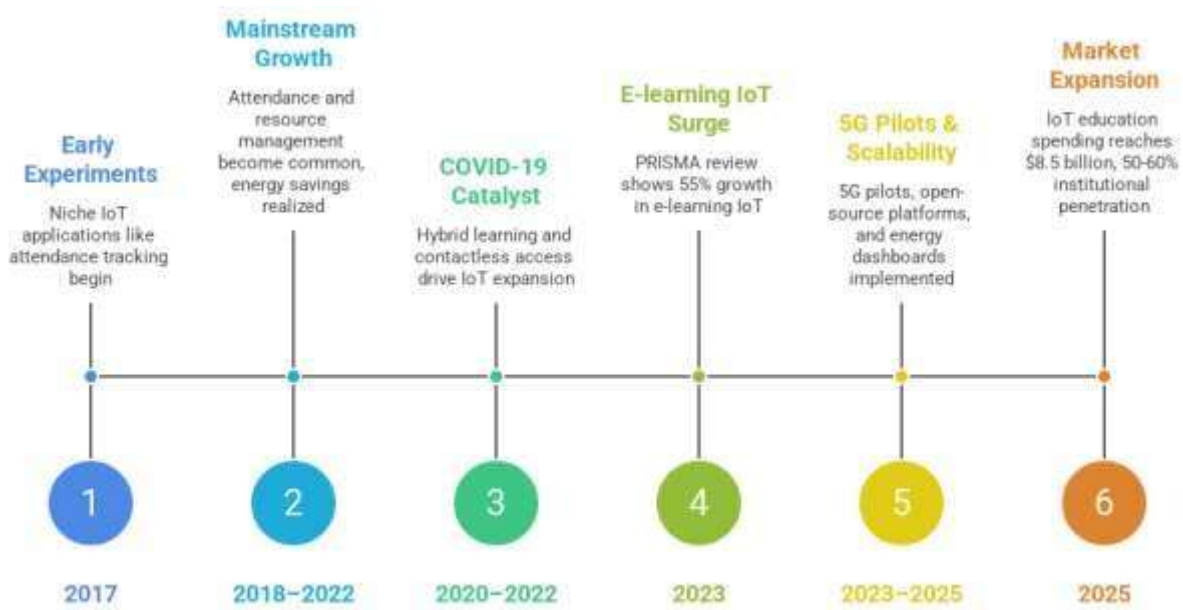 Early
Experiments
Niche IoT
applications like
attendance tracking
begin
Mainstream
Growth
Attendance and
resource
management
become common,
energy savings
realized
COVID-19
Catalyst
Hybrid learning and
contactless access
drive IoT expansion
E-learning IoT
Surge
PRISMA review
shows 55% growth
in e-learning IoT
5G Pilots &
Scalability
5G pilots, open-
source platforms,
and energy
dashboards
implemented
Market
Expansion
IoT education
spending reaches
$8.5 billion, 50-60%
institutional
penetration
1
2
3
4
5
6
2017
2018–2022
2020–2022
2023
2023–2025
2025